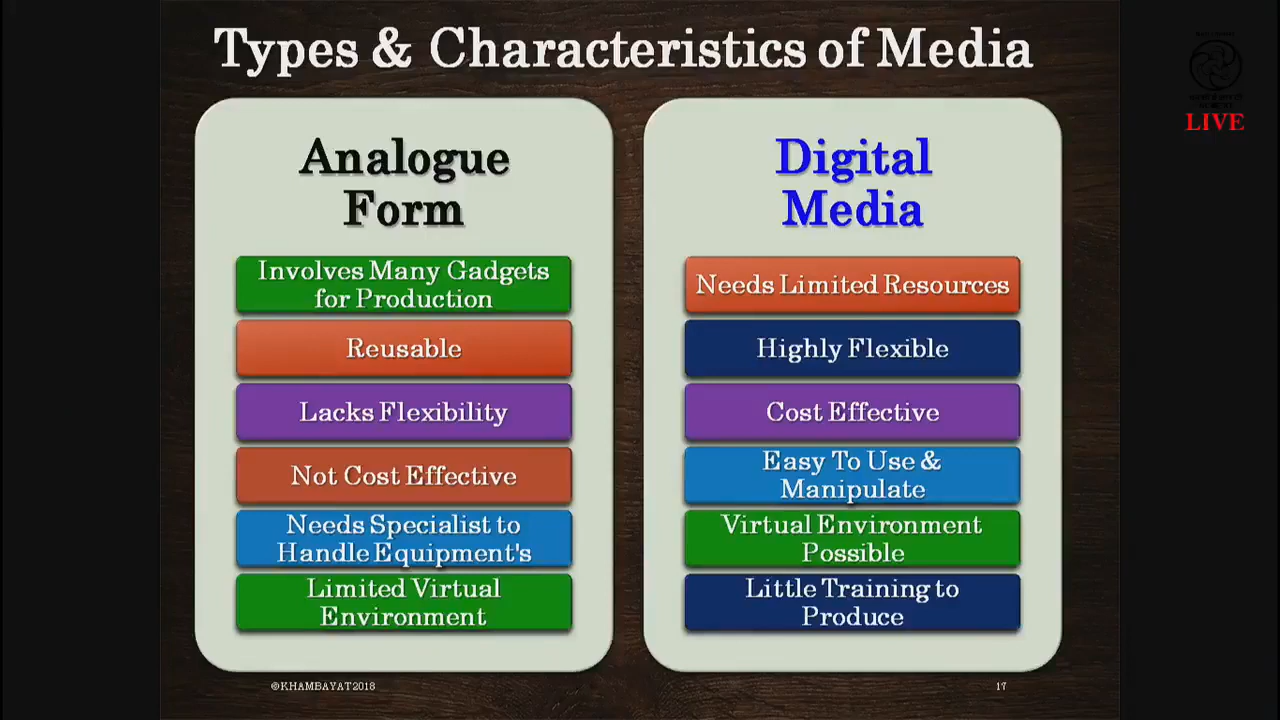 Types & Characteristics of Media
LIVE
Analogue
Form
Involves Many Gadgets
for Production
Reusable
Lacks Flexibility
Not Cost Effective
Needs Specialist to
Handle Equipment's
Limited Virtual
Environment
Digital
Media
Needs Limited Resources
Highly Flexible
Cost Effective
Easy To Use &
Manipulate
Virtual Environment
Possible
Little Training to
Produce
©KHAMBAYAT2018
17